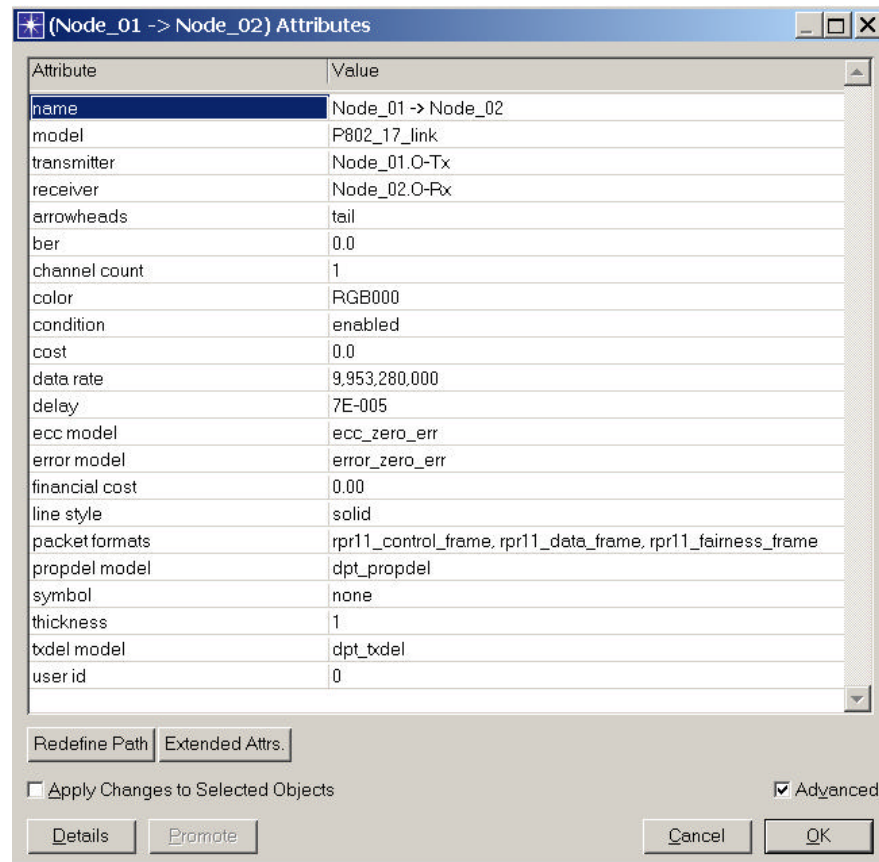 (Node_01 -> Node_02) Attributes
Attribute Value
name Node_01 -> Node_02
model P802_17_link
transmitter Node_01.O-Tx
receiver Node_02.O-Rx
arrowheads tail
ber 0.0
channel count 1
color RGB000
condition enabled
cost 0.0
data rate 9,953,280,000
delay 7E-005
ecc model ecc_zero_err
error model error_zero_err
financial cost 0.00
line style solid
packet formats rpr11_control_frame, rpr11_data_frame, rpr11_fairness_frame
propdel model dpt_propdel
symbol none
thickness 1
txdel model dpt_txdel
user id 0
Redefine Path Extended Attrs.
Apply Changes to Selected Objects Advanced
Details Promote Cancel OK